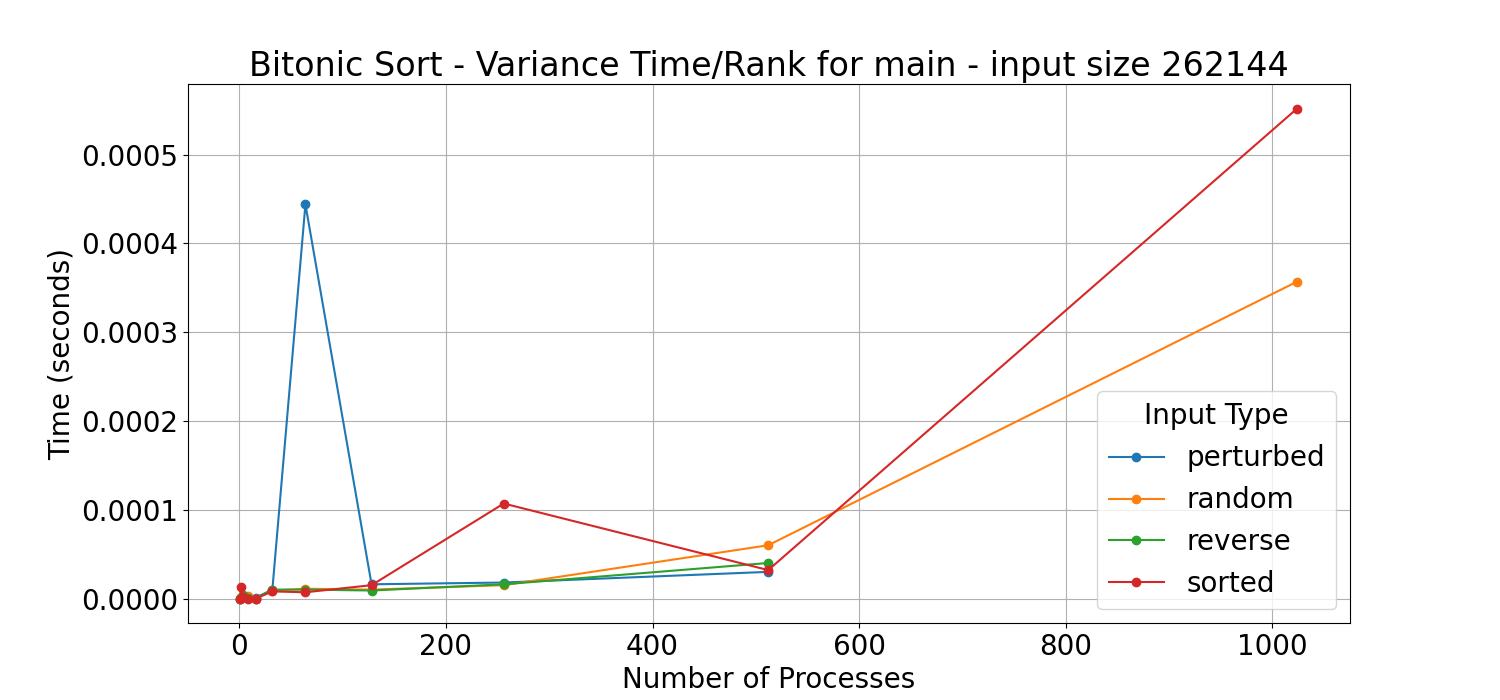 Bitonic Sort - Variance Time/Rank for main - input size 262144
Time (seconds)
0.0005
0.0004
0.0003
0.0002
0.0001
0.0000
0 200 400 600 800 1000
Number of Processes
Input Type
perturbed
random
reverse
sorted